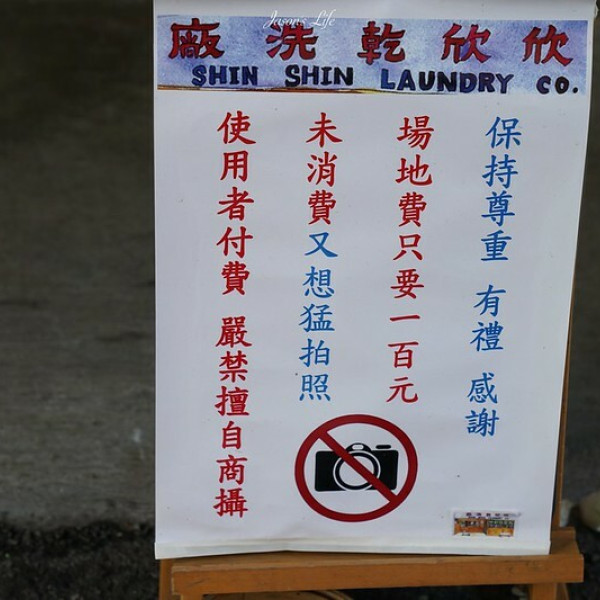 Jason's Life
欣欣乾洗廠
SHIN SHIN LAUNDRY CO.
使用者付費 嚴禁擅自商攝
未消費又想猛拍照
場地費只要一百元
保持尊重 有禮 感謝